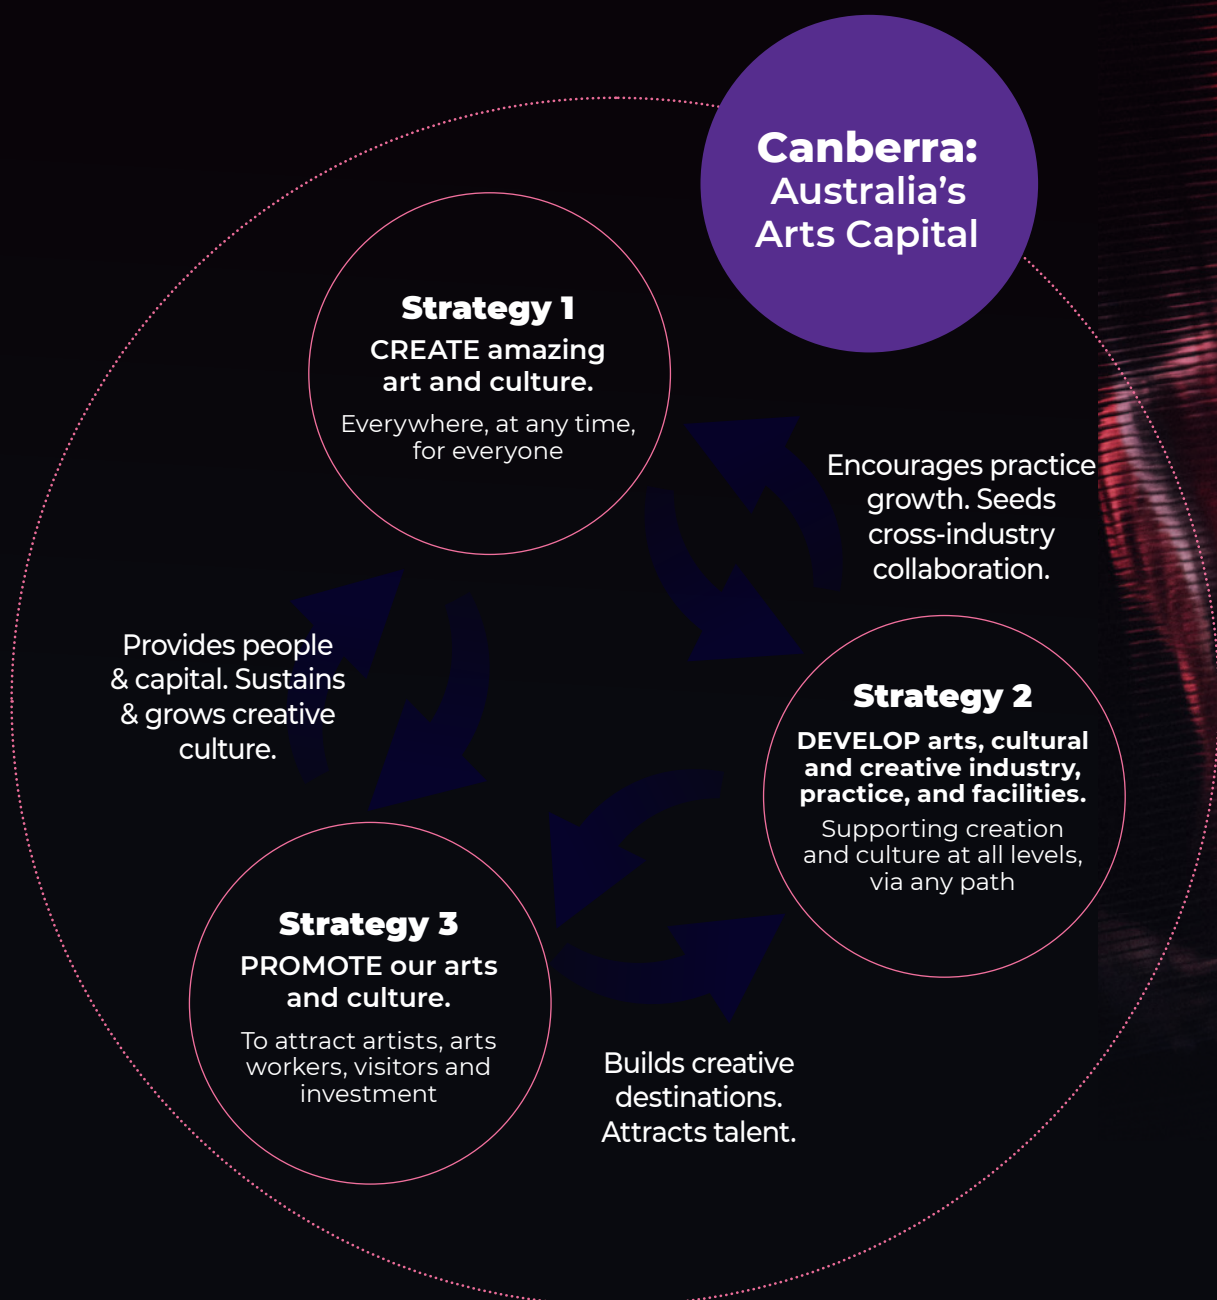 Canberra:
Australia’s
Arts Capital
Strategy 1
CREATE amazing
art and culture.
Everywhere, at any time,
for everyone
Encourages practice
growth. Seeds
cross-industry
collaboration.
Provides people
& capital. Sustains
& grows creative
culture.
Strategy 2
DEVELOP arts, cultural
and creative industry,
practice, and facilities.
Supporting creation
and culture at all levels,
via any path
Strategy 3
PROMOTE our arts
and culture.
To attract artists, arts
workers, visitors and
investment
Builds creative
destinations.
Attracts talent.